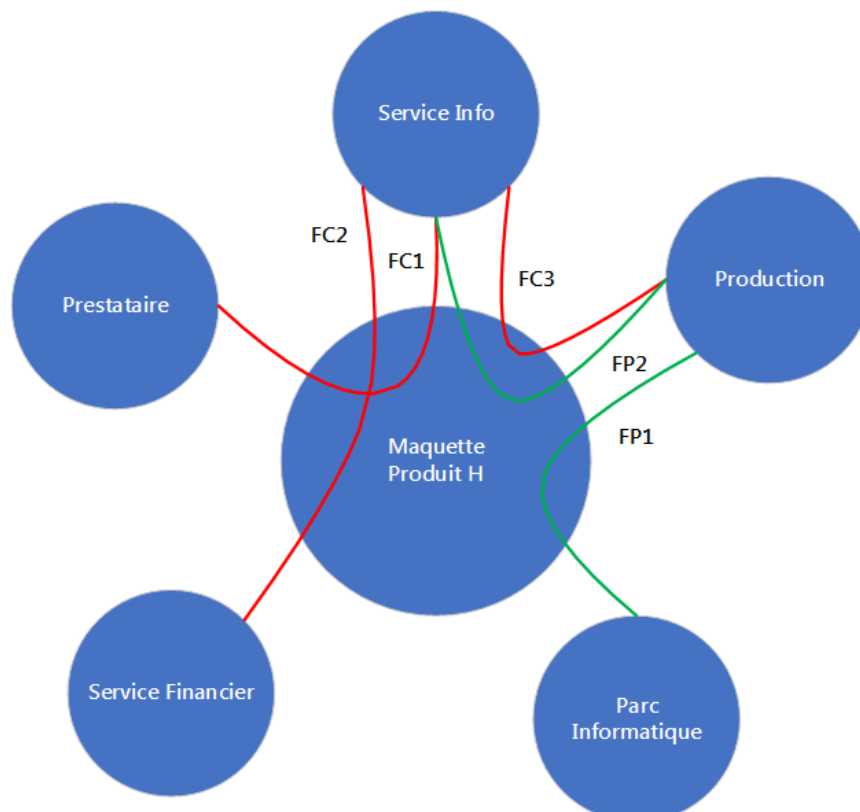 Service Info
FC2
FC1
FC3
Production
Prestataire
FP2
FP1
Maquette
Produit H
Service Financier
Parc
Informatique